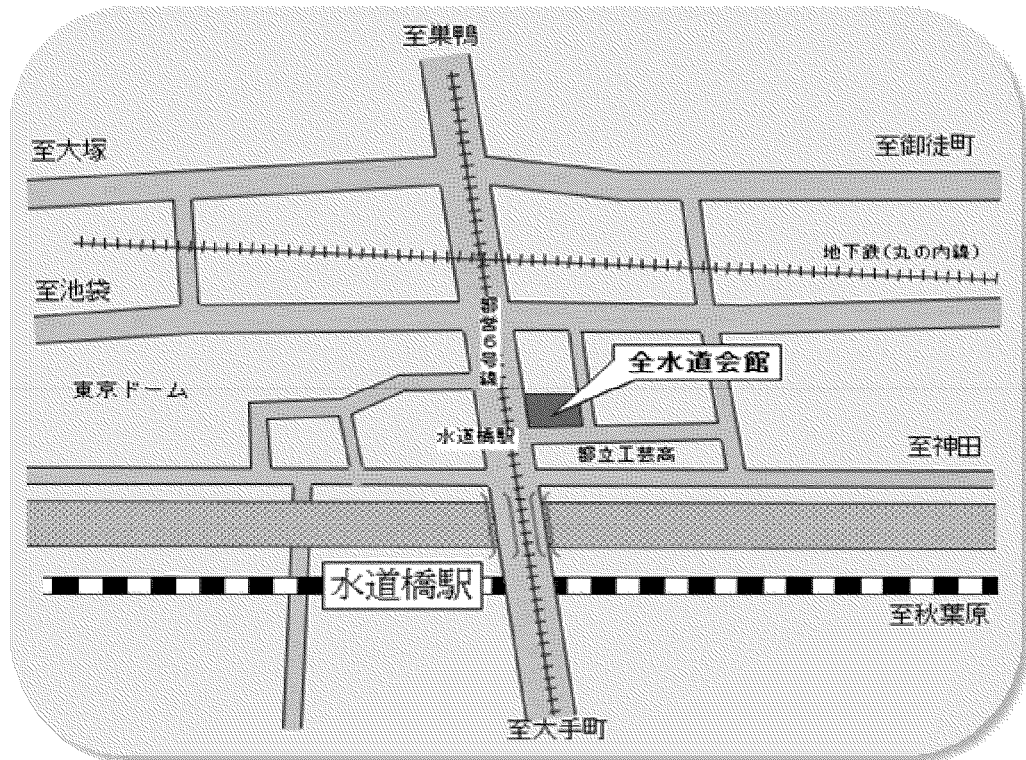 至巣鴨
至大塚
至御徒町
地下鉄(丸の内線)
至池袋
都営6号線
全水道会館
東京ドーム
水道橋駅
都立工芸高
至神田
水道橋駅
至秋葉原
至大手町